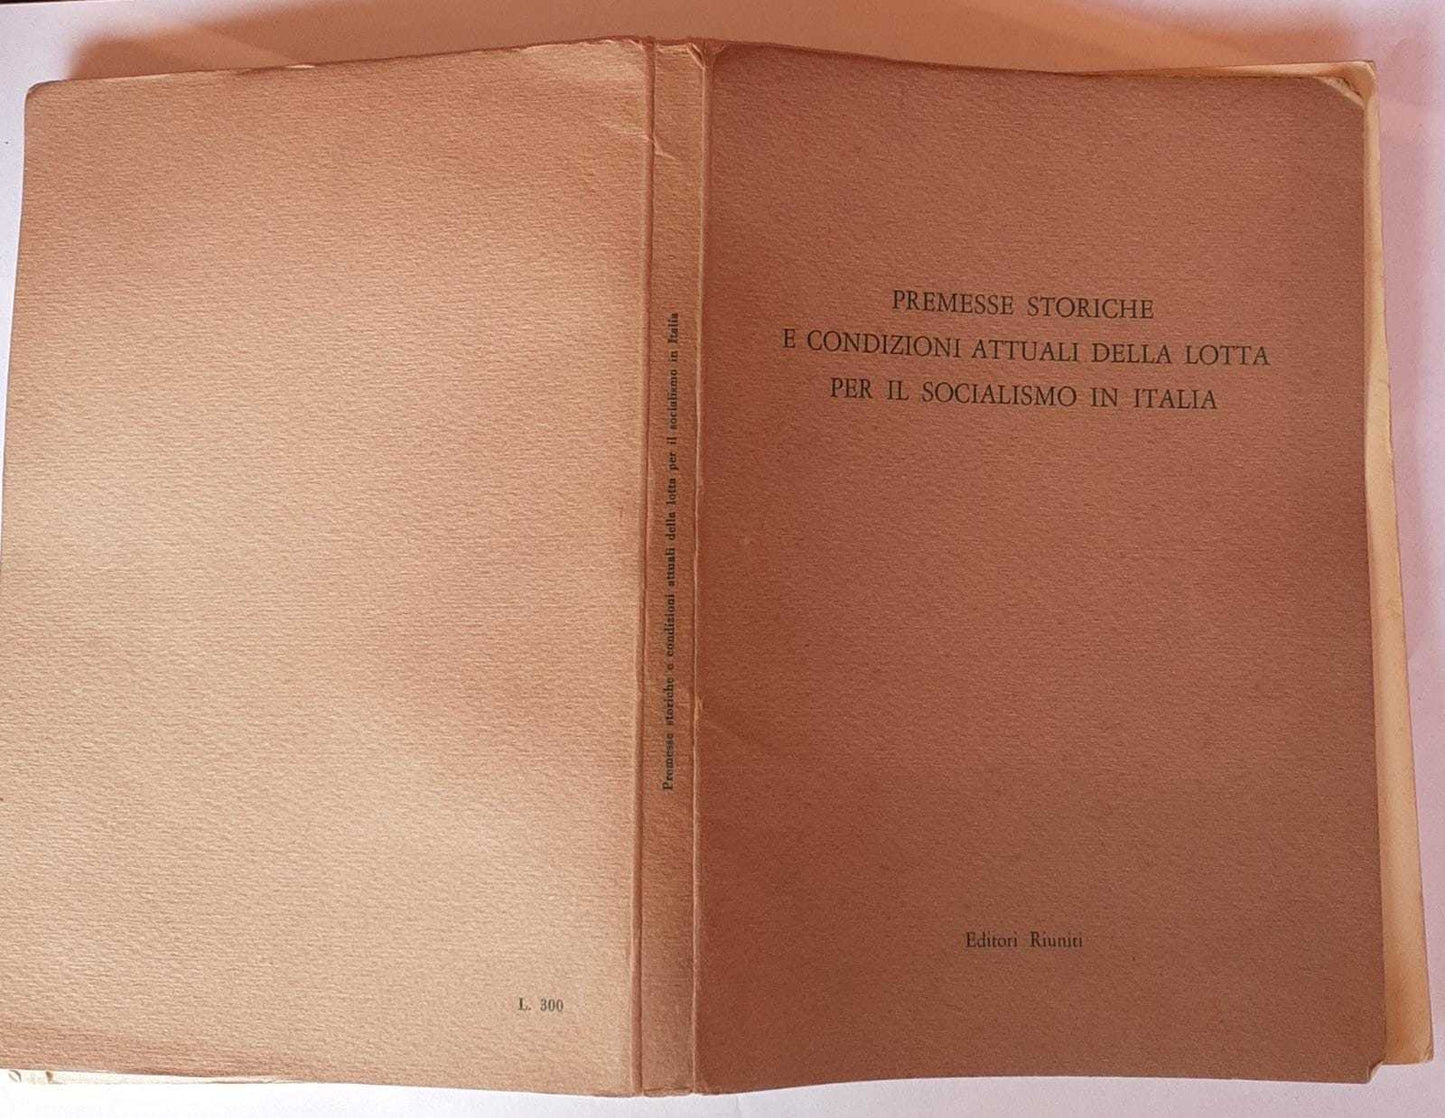 PREMESSE STORICHE
E CONDIZIONI ATTUALI DELLA LOTTA
PER IL SOCIALISMO IN ITALIA
Editori Riuniti
Premesse storiche e condizioni attuali della lotta per il socialismo in Italia
L. 300